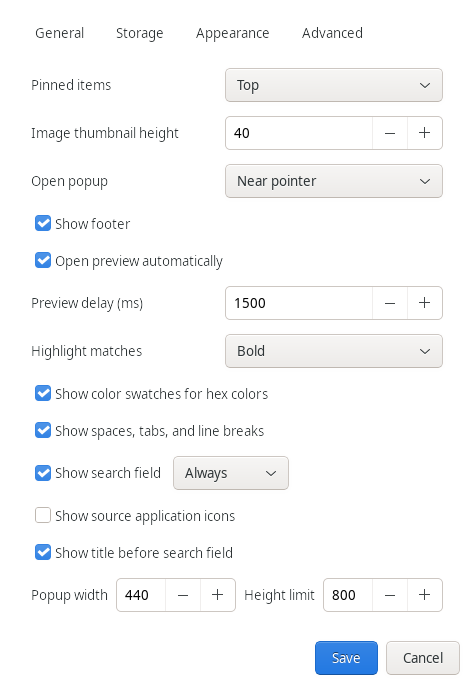 General Storage Appearance Advanced
Pinned items Top
Image thumbnail height 40
Open popup Near pointer
Show footer
Open preview automatically
Preview delay (ms) 1500
Highlight matches Bold
Show color swatches for hex colors
Show spaces, tabs, and line breaks
Show search field Always
Show source application icons
Show title before search field
Popup width 440 Height limit 800
Save Cancel